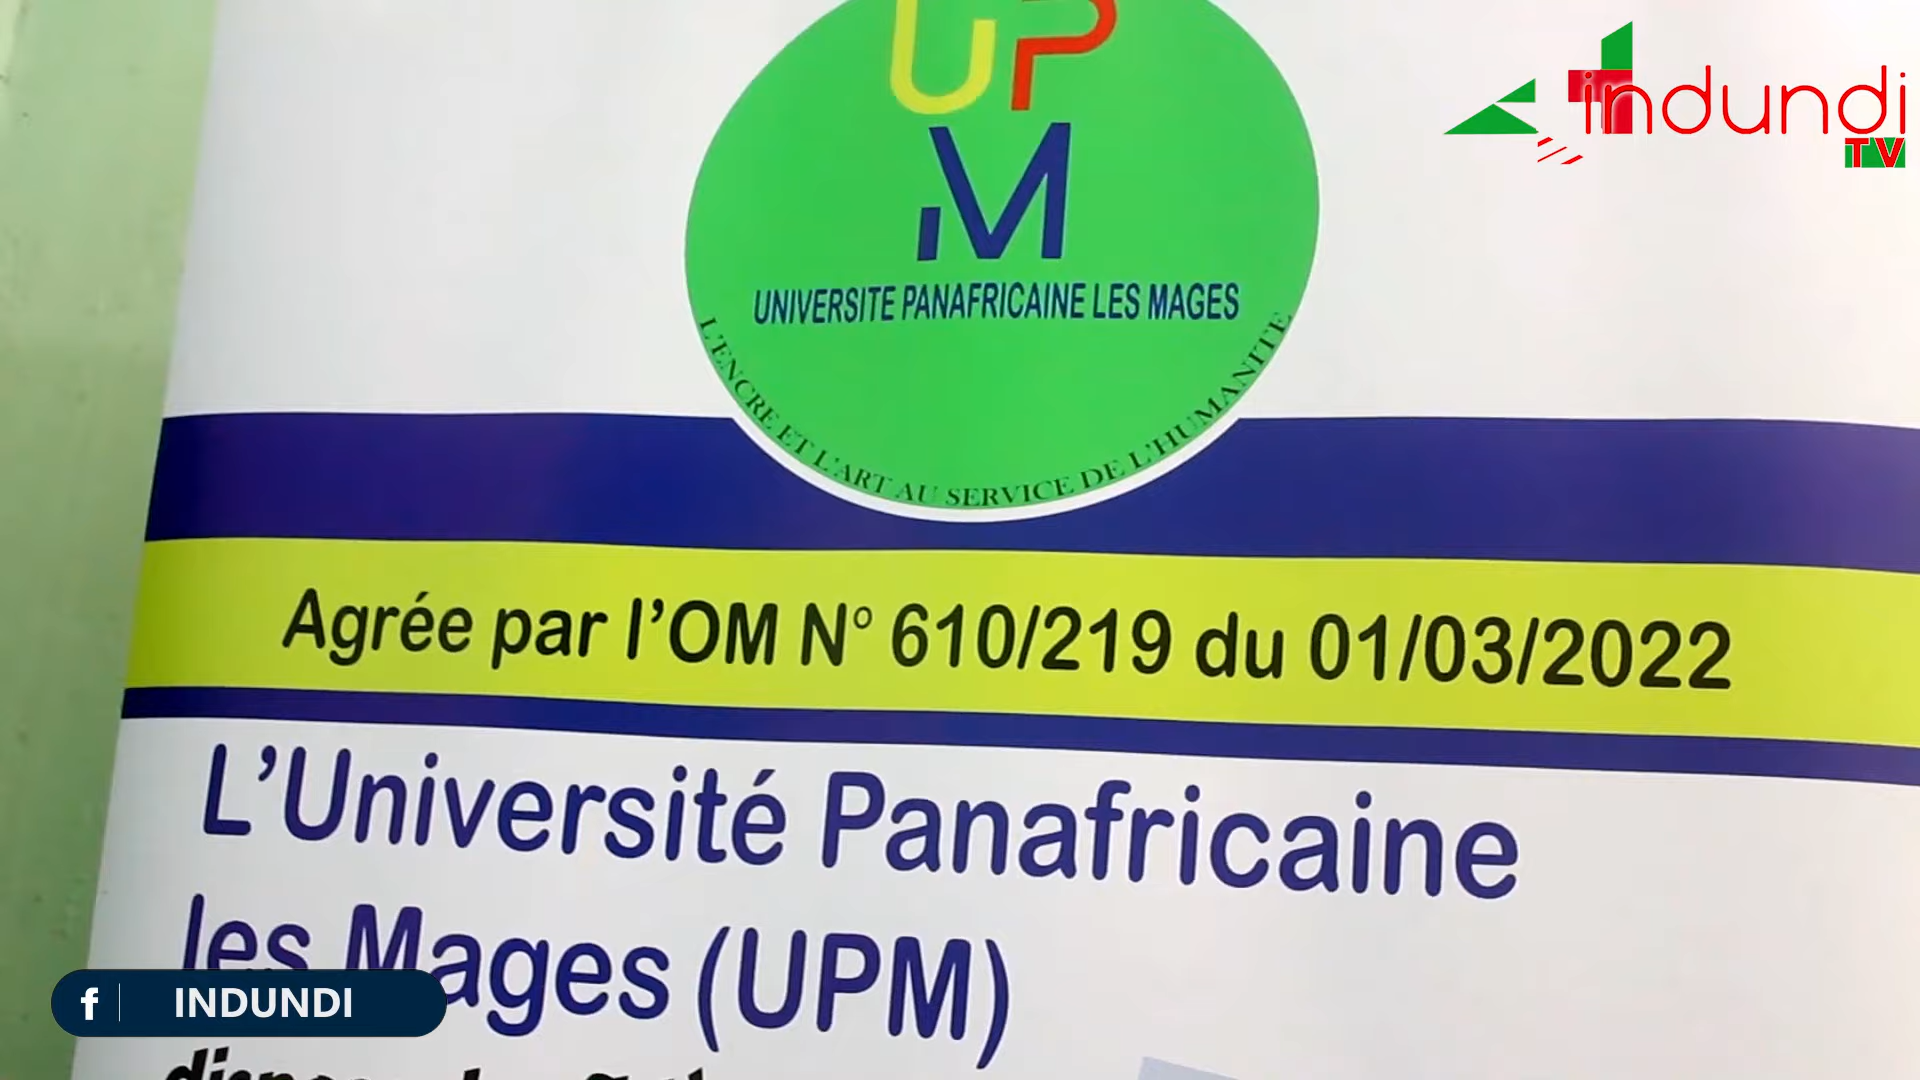 UP
M
UNIVERSITE PANAFRICAINE LES MAGES
L'ENCRE ET L'ART AU SERVICE DE L'HUMANITE
indundi
TV
Agrée par l'OM N° 610/219 du 01/03/2022
L'Université Panafricaine
les Mages (UPM)
f INDUNDI